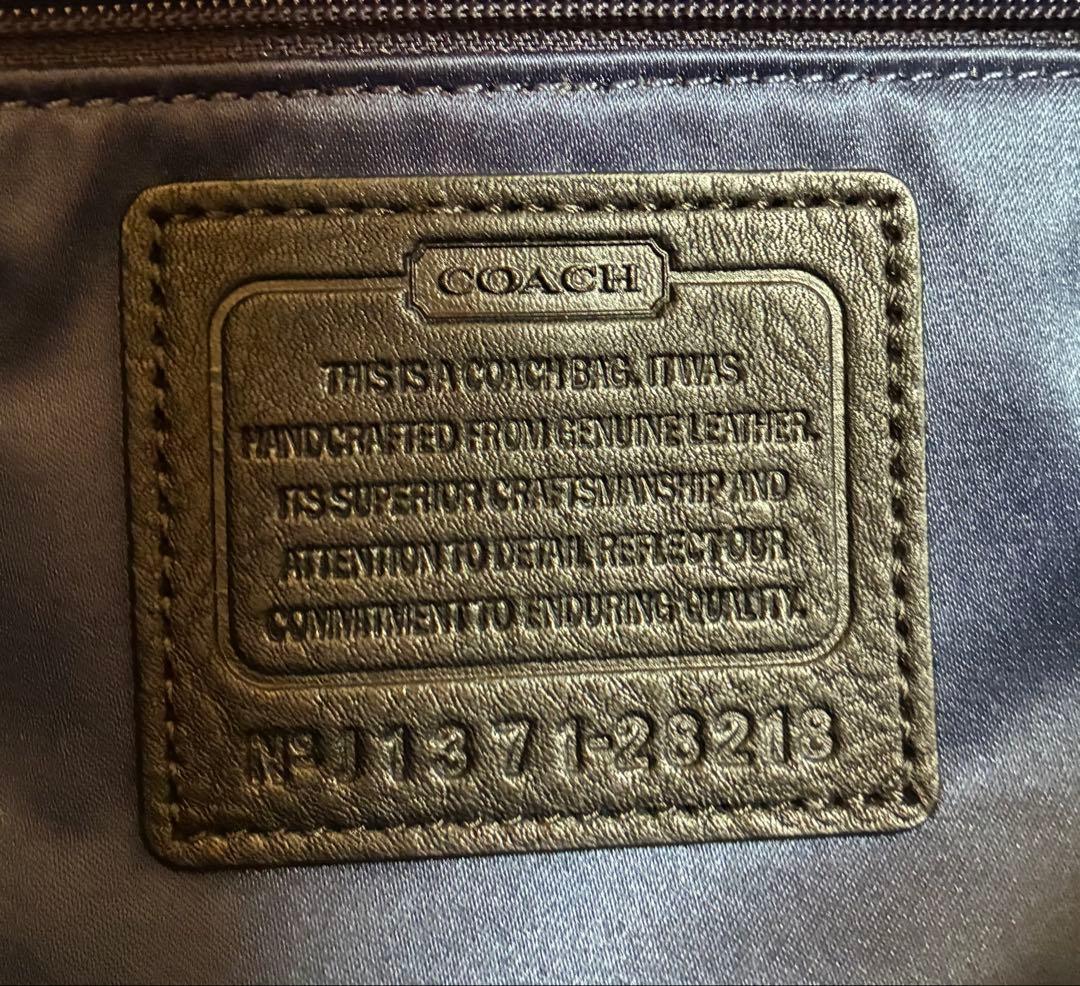 COACH
THIS IS A COACH BAG. IT WAS
HANDCRAFTED FROM GENUINE LEATHER.
ITS SUPERIOR CRAFTSMANSHIP AND
ATTENTION TO DETAIL REFLECT OUR
COMMITMENT TO ENDURING QUALITY.
Nº J1371-28218